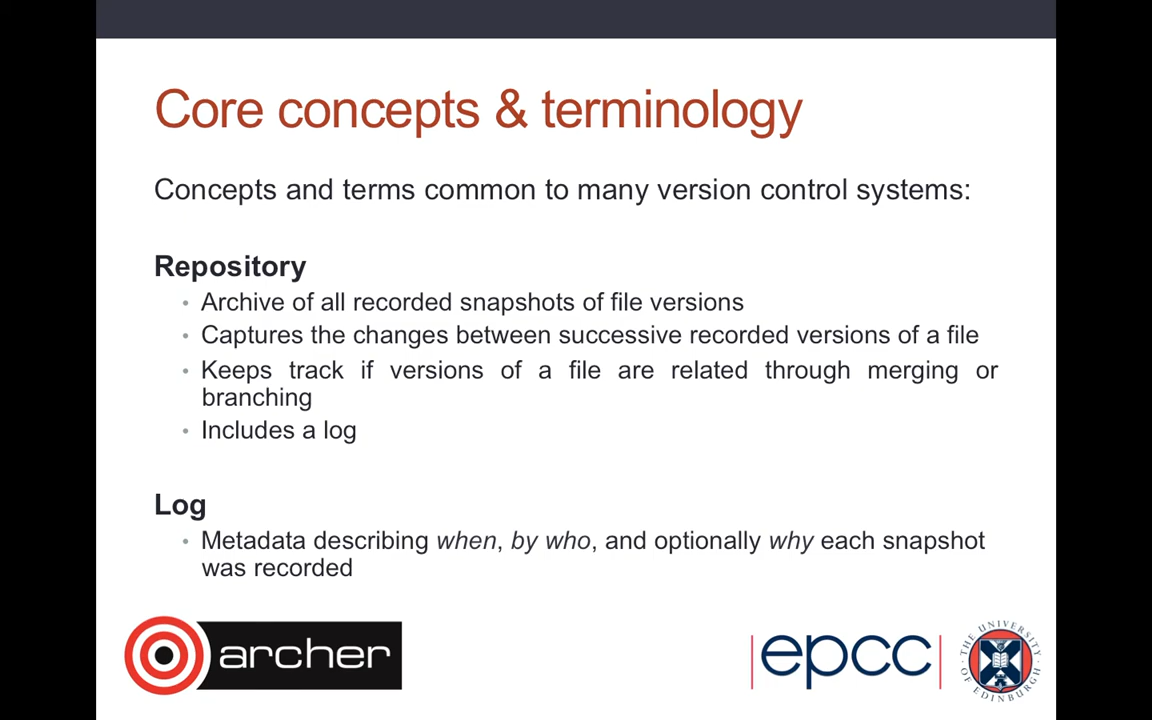 Core concepts & terminology
Concepts and terms common to many version control systems:
Repository
• Archive of all recorded snapshots of file versions
• Captures the changes between successive recorded versions of a file
• Keeps track if versions of a file are related through merging or
branching
• Includes a log
Log
• Metadata describing when, by who, and optionally why each snapshot
was recorded
archer
epcc
THE UNIVERSITY
OF EDINBURGH